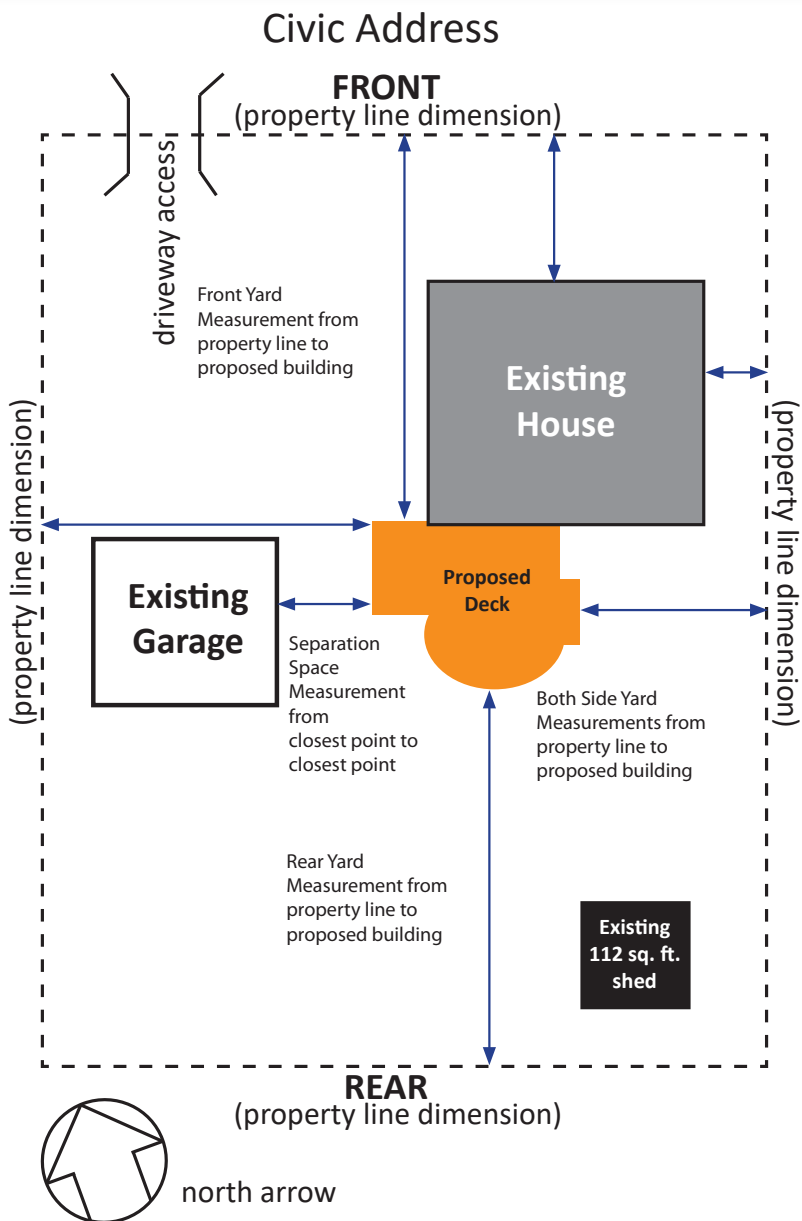 Civic Address
FRONT
(property line dimension)
driveway access
Front Yard
Measurement from
property line to
proposed building
Existing
House
(property line dimension)
(property line dimension)
Existing
Garage
Proposed
Deck
Separation
Space
Measurement
from
closest point to
closest point
Both Side Yard
Measurements from
property line to
proposed building
Rear Yard
Measurement from
property line to
proposed building
Existing
112 sq. ft.
shed
REAR
(property line dimension)
north arrow